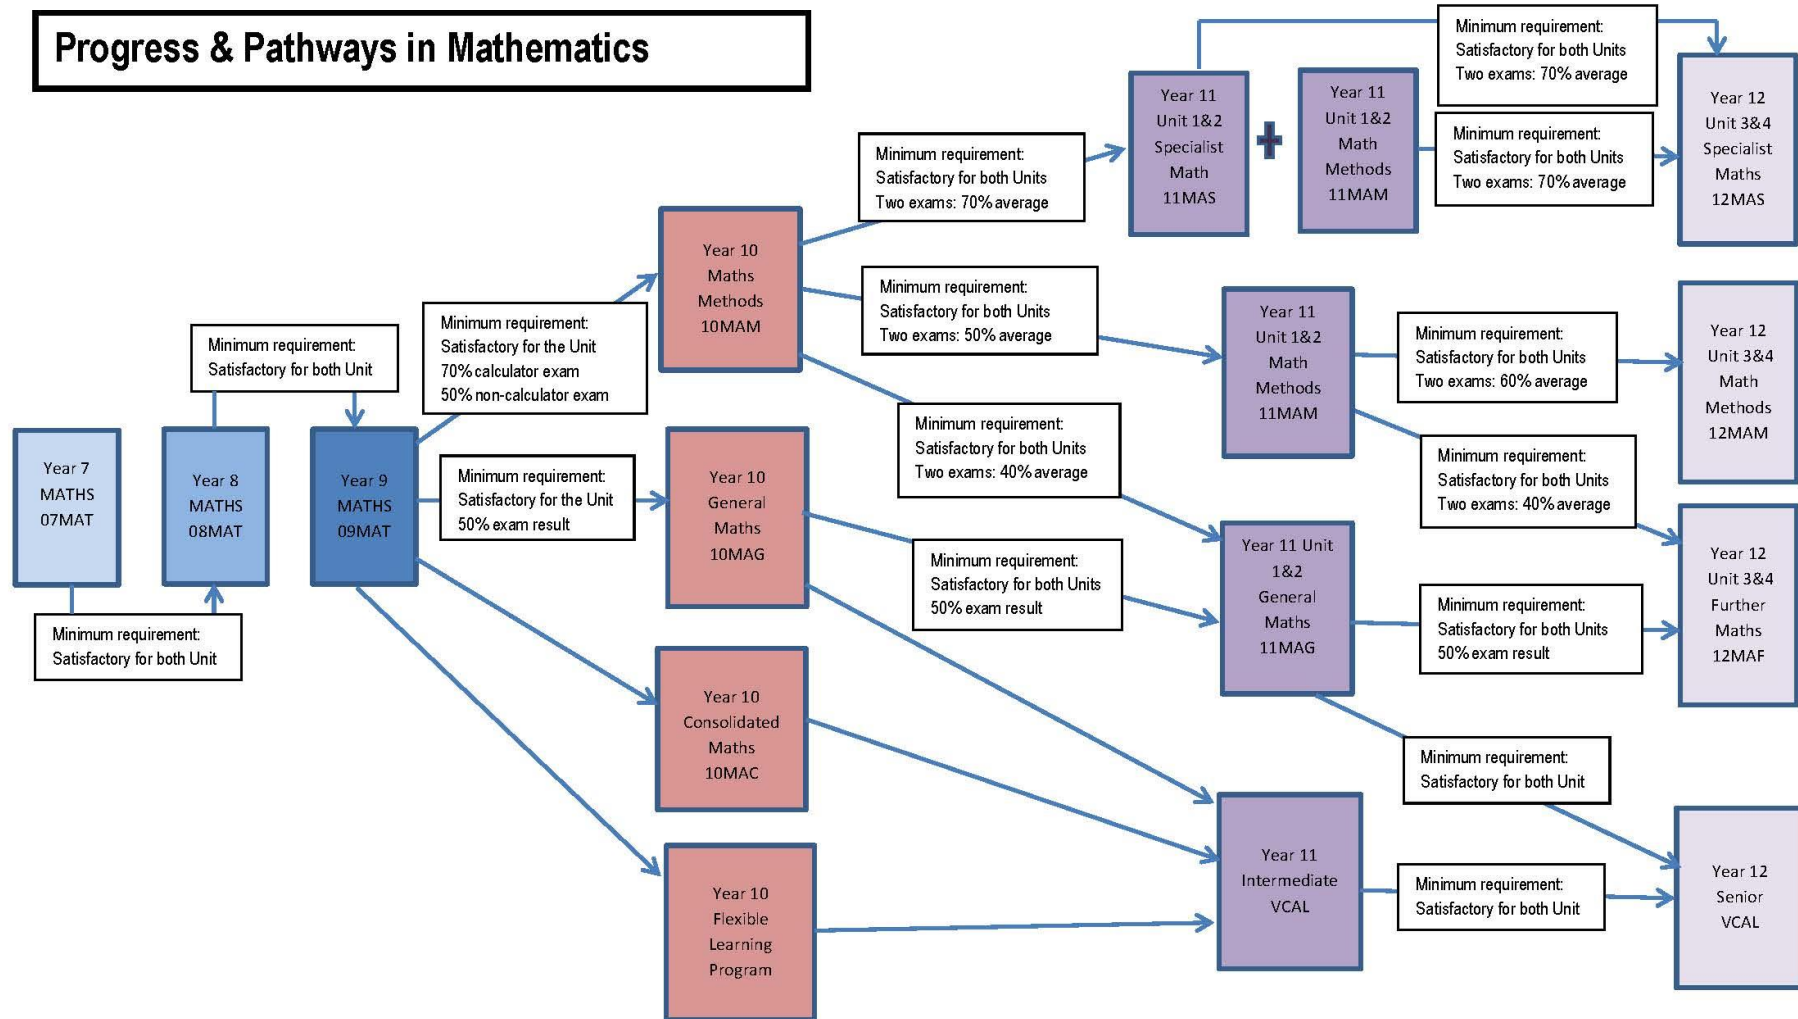 Progress & Pathways in Mathematics
Year 7
MATHS
07MAT
Minimum requirement:
Satisfactory for both Unit
Year 8
MATHS
08MAT
Minimum requirement:
Satisfactory for both Unit
Year 9
MATHS
09MAT
Minimum requirement:
Satisfactory for the Unit
70% calculator exam
50% non-calculator exam
Minimum requirement:
Satisfactory for the Unit
50% exam result
Year 10
Maths
Methods
10MAM
Year 10
General
Maths
10MAG
Year 10
Consolidated
Maths
10MAC
Year 10
Flexible
Learning
Program
Minimum requirement:
Satisfactory for both Units
Two exams: 70% average
Minimum requirement:
Satisfactory for both Units
Two exams: 50% average
Minimum requirement:
Satisfactory for both Units
Two exams: 40% average
Minimum requirement:
Satisfactory for both Units
50% exam result
Year 11
Unit 1&2
Specialist
Math
11MAS
+
Year 11
Unit 1&2
Math
Methods
11MAM
Year 11
Unit 1&2
Math
Methods
11MAM
Year 11 Unit
1&2
General
Maths
11MAG
Year 11
Intermediate
VCAL
Minimum requirement:
Satisfactory for both Units
Two exams: 70% average
Minimum requirement:
Satisfactory for both Units
Two exams: 70% average
Minimum requirement:
Satisfactory for both Units
Two exams: 60% average
Minimum requirement:
Satisfactory for both Units
Two exams: 40% average
Minimum requirement:
Satisfactory for both Units
50% exam result
Minimum requirement:
Satisfactory for both Unit
Minimum requirement:
Satisfactory for both Unit
Year 12
Unit 3&4
Specialist
Maths
12MAS
Year 12
Unit 3&4
Math
Methods
12MAM
Year 12
Unit 3&4
Further
Maths
12MAF
Year 12
Senior
VCAL